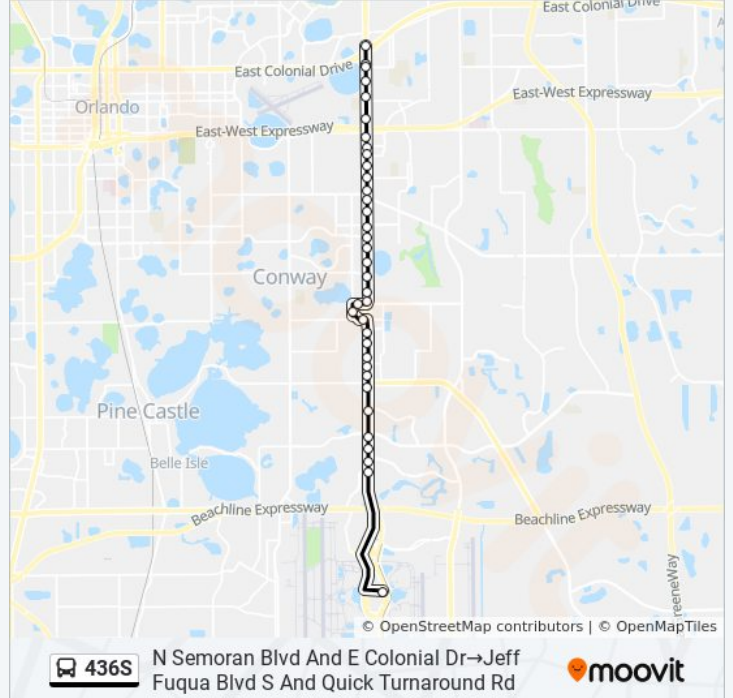 East Colonial Drive
East Colonial Drive
East-West Expressway
Orlando
East-West Expressway
Conway
Pine Castle
Belle Isle
Beachline Expressway
Beachline Expressway
reeneWay
© OpenStreetMap contributors | © OpenMapTiles
436S
N Semoran Blvd And E Colonial Dr→Jeff
Fuqua Blvd S And Quick Turnaround Rd
moovit